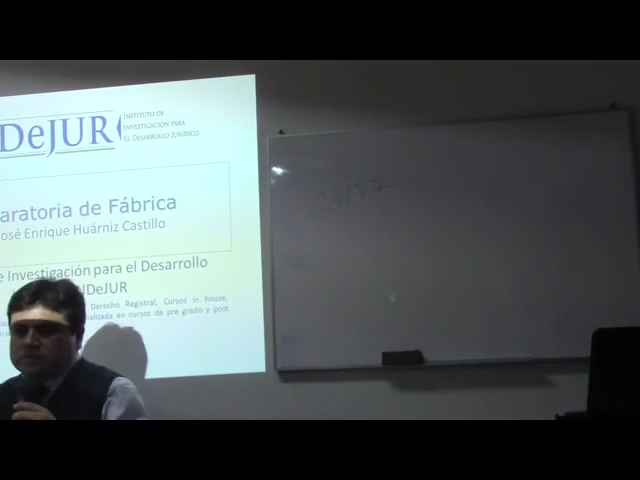 DeJUR
INSTITUTO DE
INVESTIGACIÓN PARA
EL DESARROLLO JURÍDICO
aratoria de Fábrica
José Enrique Huárniz Castillo
e Investigación para el Desarrollo
IDeJUR
Derecho Registral, Cursos in house,
alizada en cursos de pre grado y post